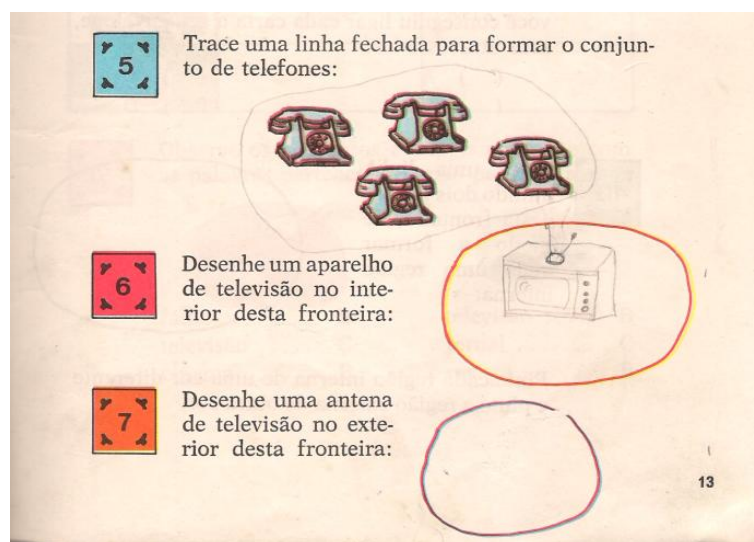 5
Trace uma linha fechada para formar o conjun-
to de telefones:
6
Desenhe um aparelho
de televisão no inte-
rior desta fronteira:
7
Desenhe uma antena
de televisão no exte-
rior desta fronteira:
13